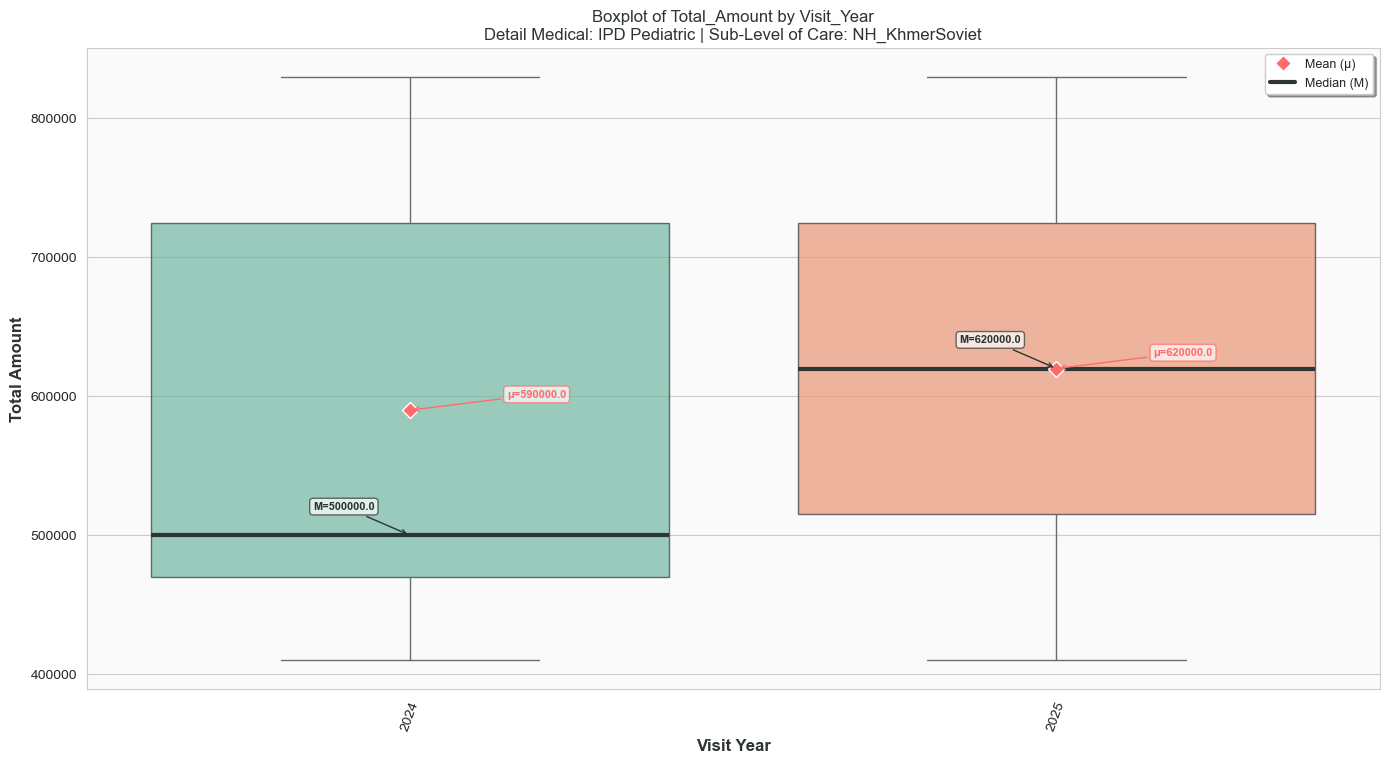 Boxplot of Total_Amount by Visit_Year
Detail Medical: IPD Pediatric | Sub-Level of Care: NH_KhmerSoviet
Mean (μ)
Median (M)
800000
700000
600000
500000
400000
Total Amount
M=500000.0
μ=590000.0
M=620000.0
μ=620000.0
2024
2025
Visit Year